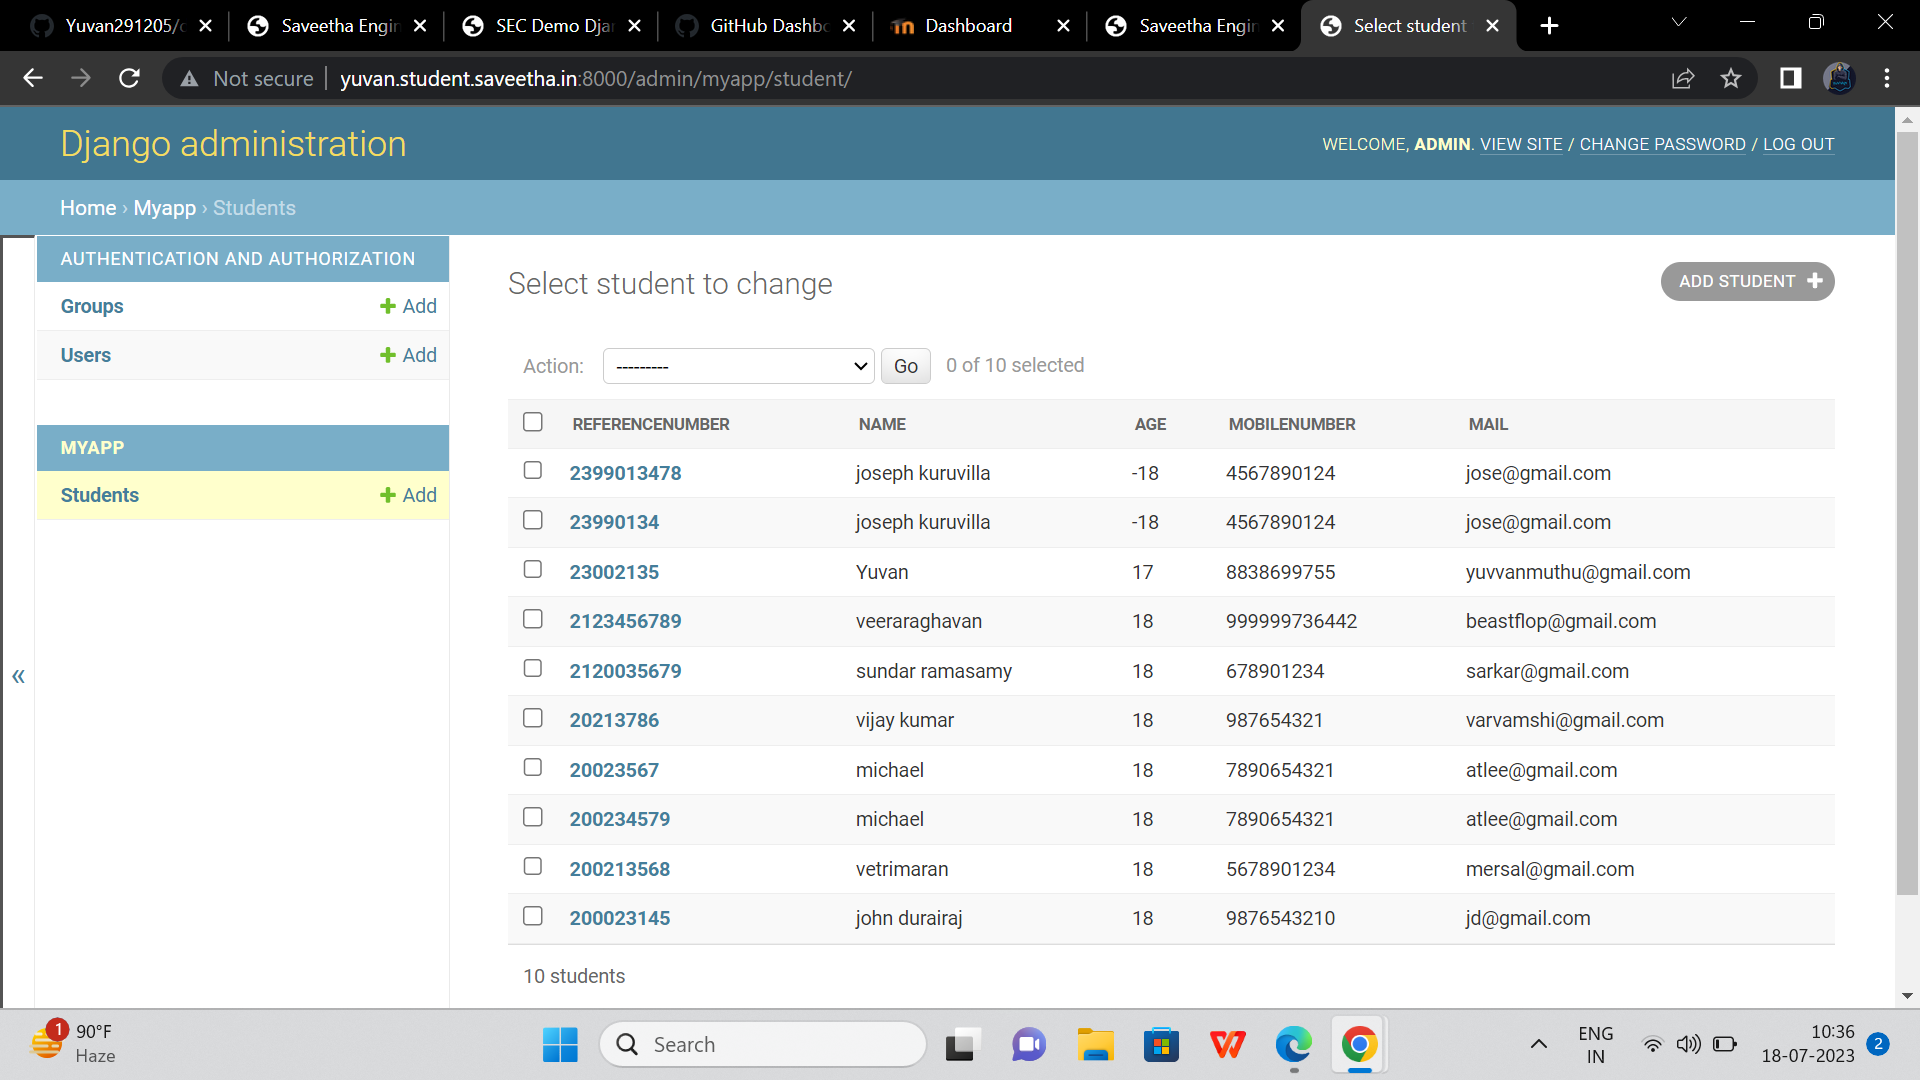 Yuvan291205/ Saveetha Engin SEC Demo Djan GitHub Dashbo Dashboard Saveetha Engin Select student
Not secure yuvan.student.saveetha.in:8000/admin/myapp/student/
Django administration WELCOME, ADMIN. VIEW SITE / CHANGE PASSWORD / LOG OUT
Home › Myapp › Students
AUTHENTICATION AND AUTHORIZATION
Groups + Add
Users + Add
MYAPP
Students + Add
«
Select student to change
ADD STUDENT +
Action: --------- Go 0 of 10 selected
REFERENCENUMBER NAME AGE MOBILENUMBER MAIL
2399013478 joseph kuruvilla -18 4567890124 jose@gmail.com
23990134 joseph kuruvilla -18 4567890124 jose@gmail.com
23002135 Yuvan 17 8838699755 yuvvanmuthu@gmail.com
2123456789 veeraraghavan 18 999999736442 beastflop@gmail.com
2120035679 sundar ramasamy 18 678901234 sarkar@gmail.com
20213786 vijay kumar 18 987654321 varvamshi@gmail.com
20023567 michael 18 7890654321 atlee@gmail.com
200234579 michael 18 7890654321 atlee@gmail.com
200213568 vetrimaran 18 5678901234 mersal@gmail.com
200023145 john durairaj 18 9876543210 jd@gmail.com
10 students
1 90°F
Haze
Search
ENG
IN
10:36
18-07-2023
2